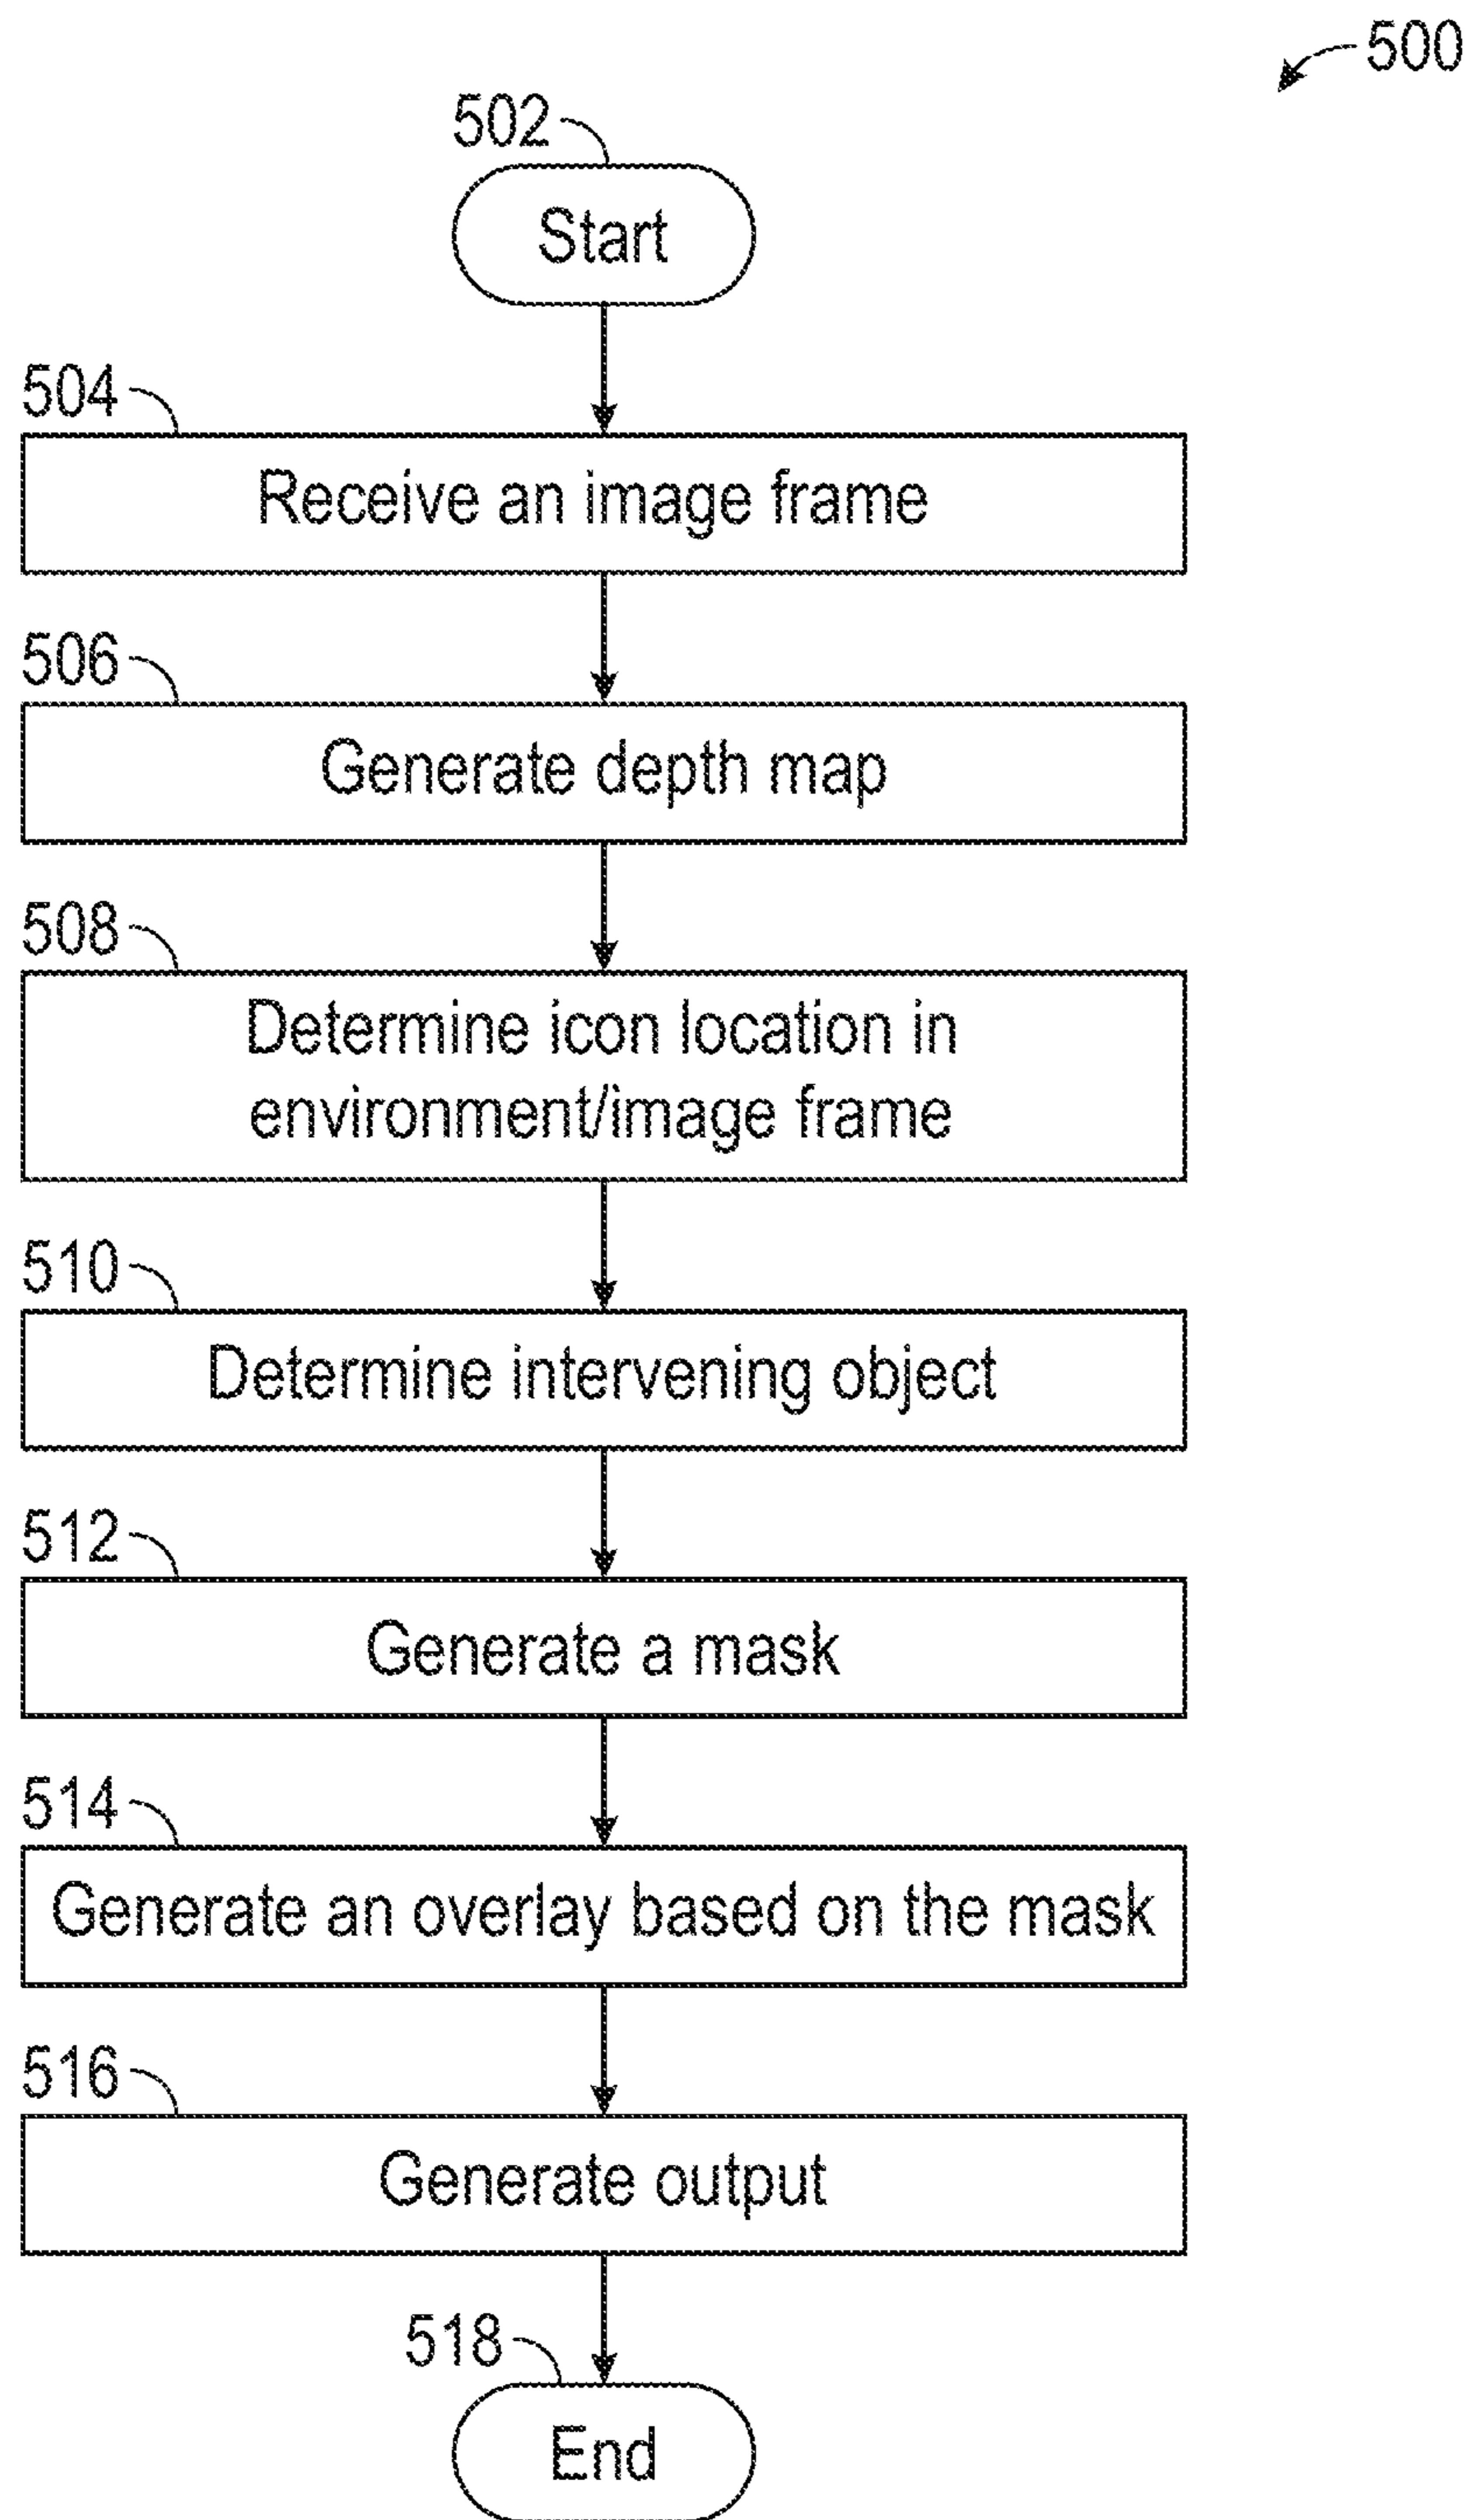 500
502
Start
504
Receive an image frame
506
Generate depth map
508
Determine icon location in
environment/image frame
510
Determine intervening object
512
Generate a mask
514
Generate an overlay based on the mask
516
Generate output
518
End